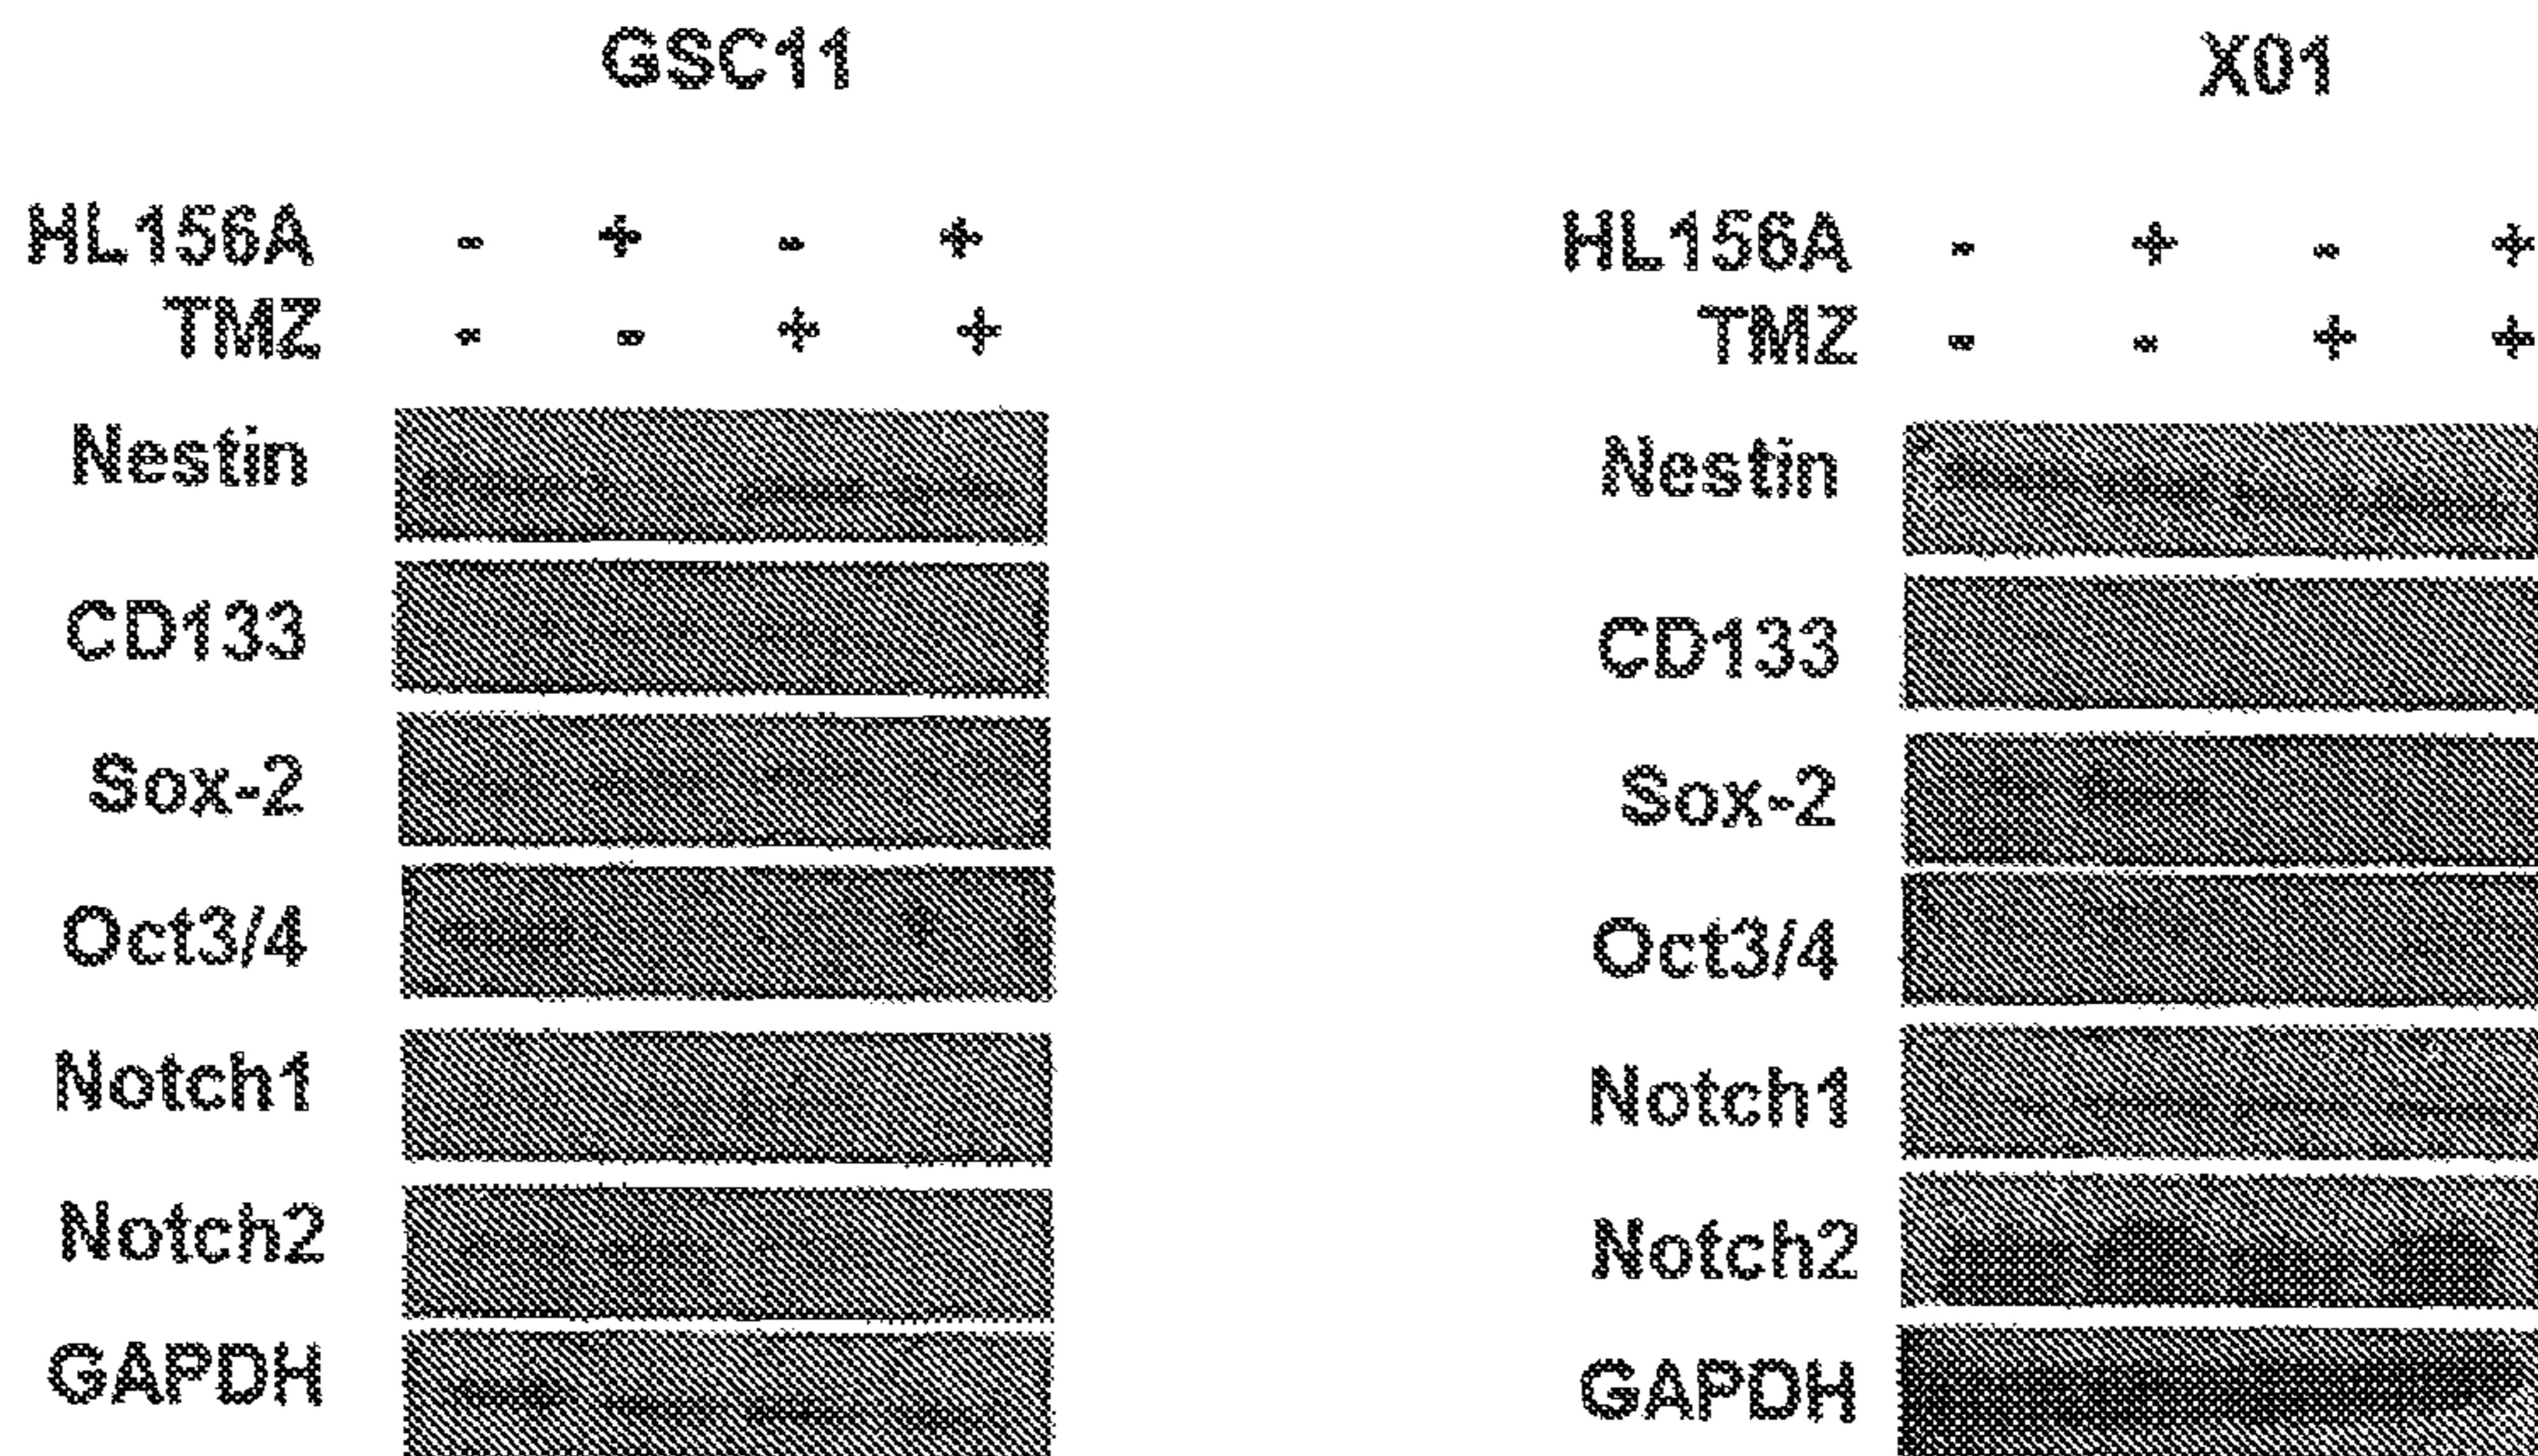 GSC11
HL156A - + - +
TMZ - - + +
Nestin
CD133
Sox-2
Oct3/4
Notch1
Notch2
GAPDH
X01
HL156A - + - +
TMZ - - + +
Nestin
CD133
Sox-2
Oct3/4
Notch1
Notch2
GAPDH